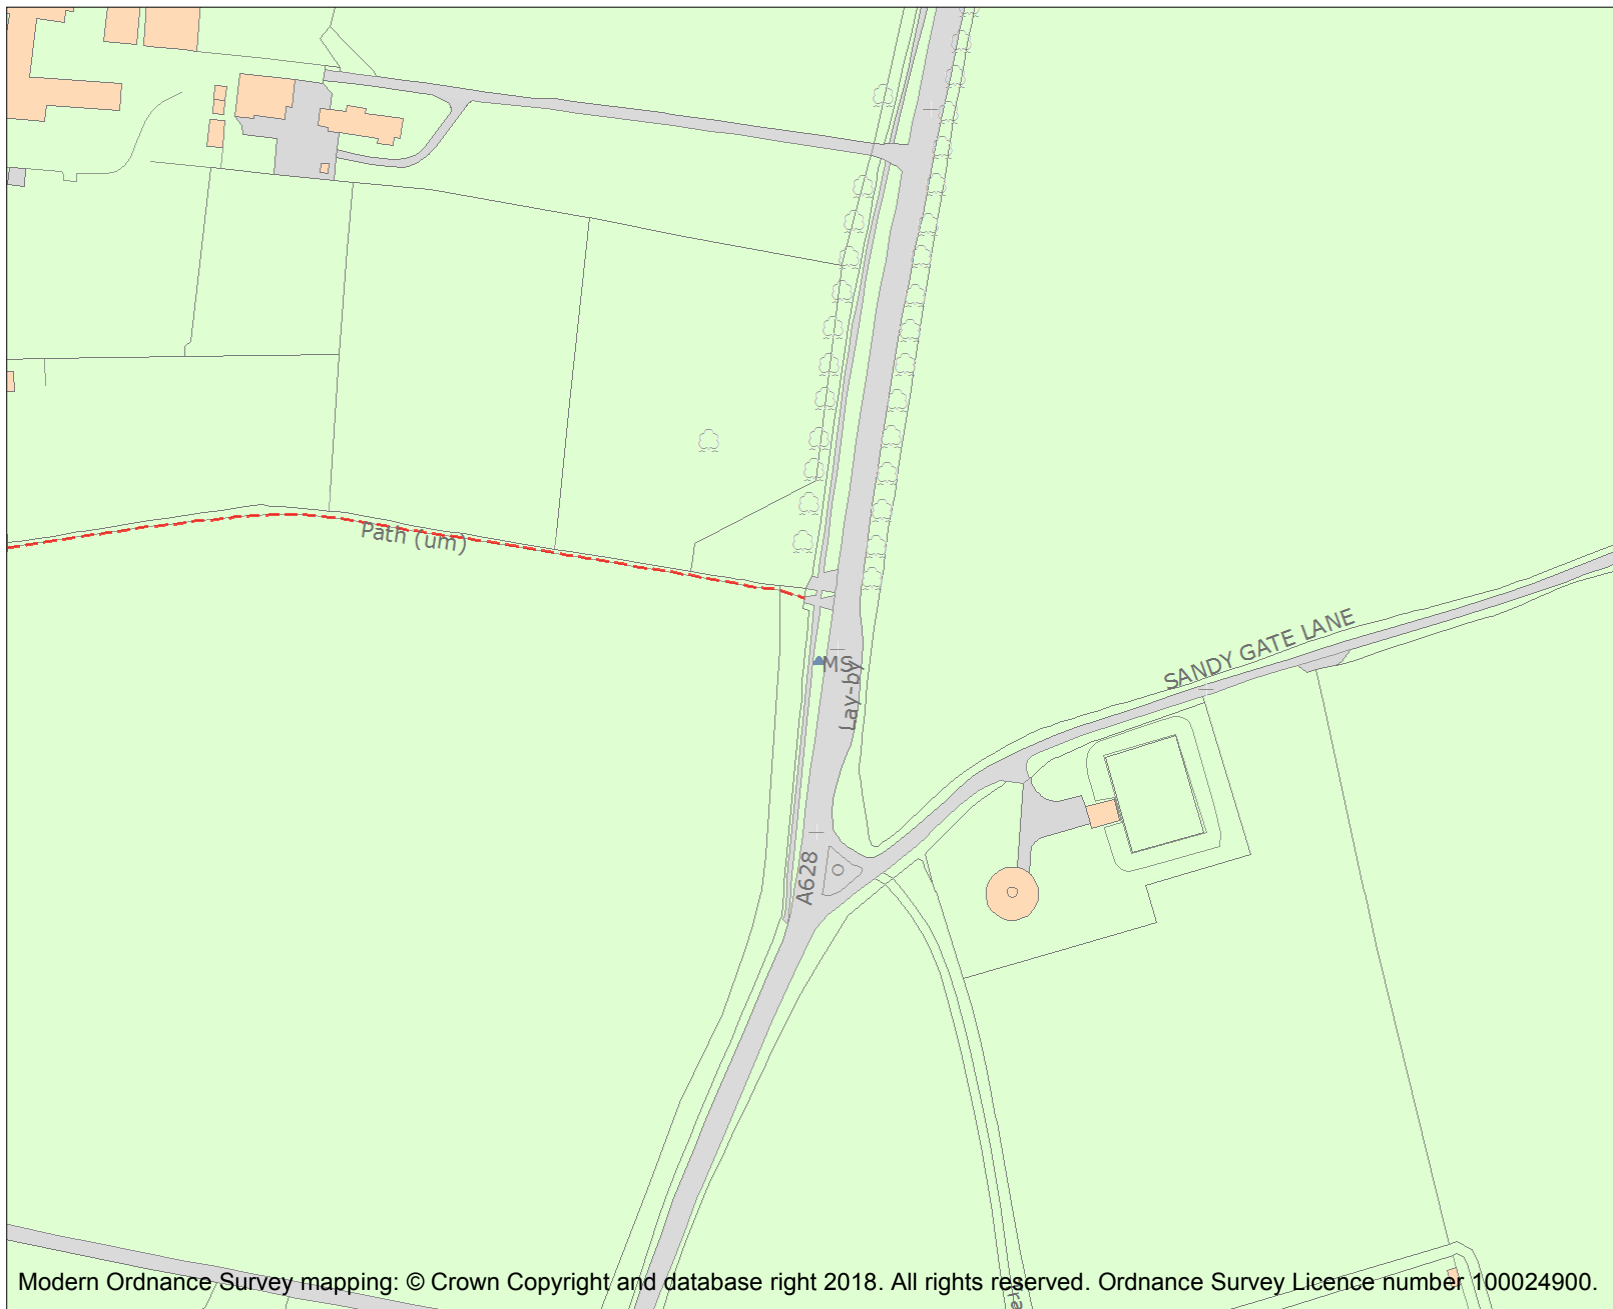 Path (um)
SANDY GATE LANE
MS
Lay-by
A628
Modern Ordnance Survey mapping: © Crown Copyright and database right 2018. All rights reserved. Ordnance Survey Licence number 100024900.